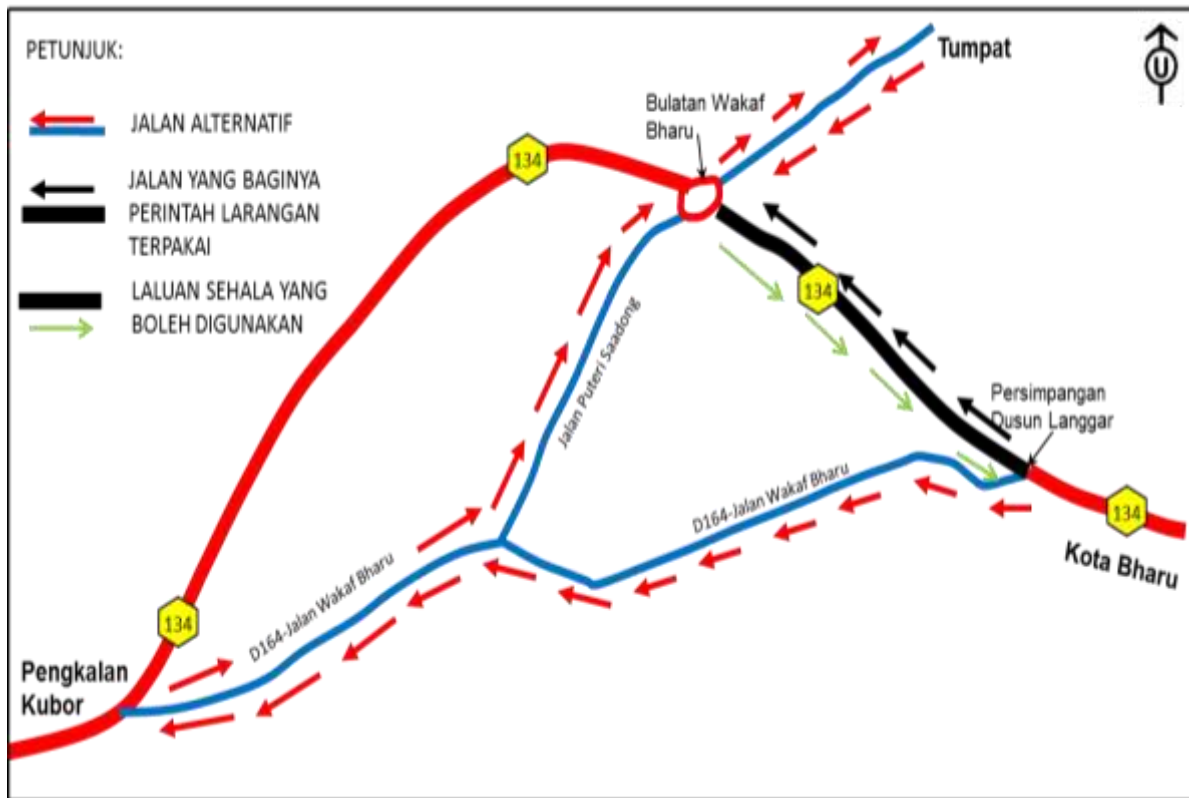 PETUNJUK:
JALAN ALTERNATIF
JALAN YANG BAGINYA
PERINTAH LARANGAN
TERPAKAI
LALUAN SEHALA YANG
BOLEH DIGUNAKAN
Tumpat
U
Bulatan Wakaf
Bharu
134
134
Jalan Puteri Saadong
Persimpangan
Dusun Langgar
D164-Jalan Wakaf Bharu
134
Kota Bharu
D164-Jalan Wakaf Bharu
134
Pengkalan
Kubor